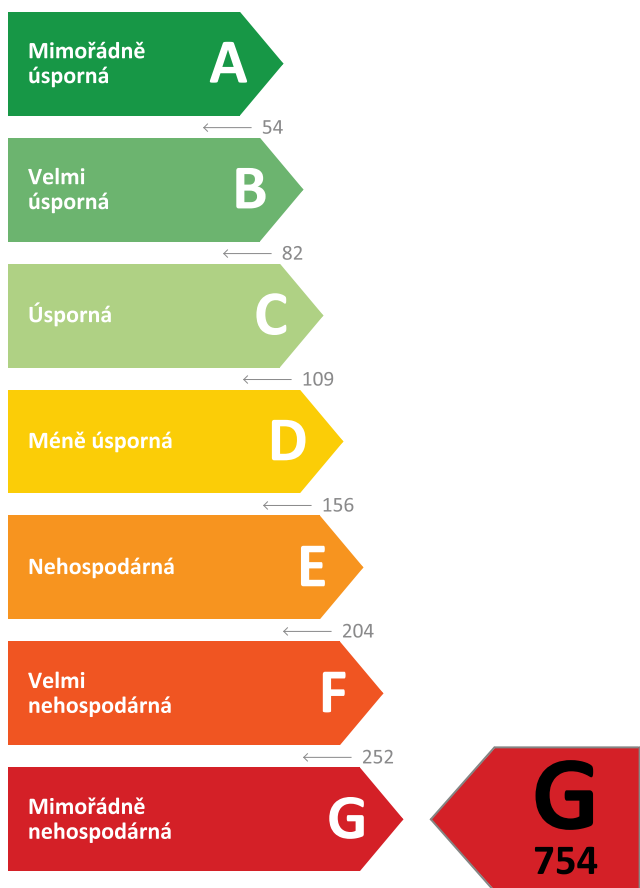 Mimořádně
úsporná
A
54
Velmi
úsporná
B
82
Úsporná
C
109
Méně úsporná
D
156
Nehospodárná
E
204
Velmi
nehospodárná
F
252
Mimořádně
nehospodárná
G
G
754